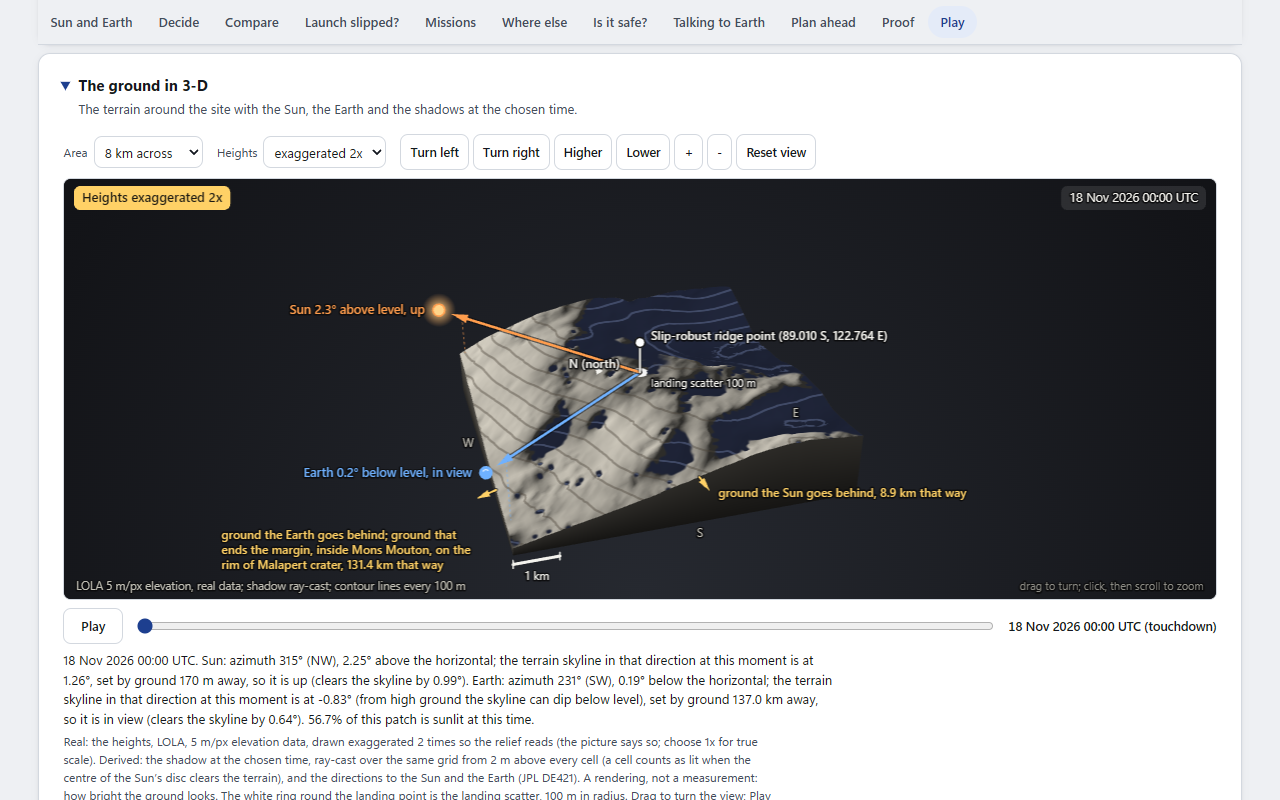 Sun and Earth Decide Compare Launch slipped? Missions Where else Is it safe? Talking to Earth Plan ahead Proof Play
The ground in 3-D
The terrain around the site with the Sun, the Earth and the shadows at the chosen time.
Area 8 km across Heights exaggerated 2x Turn left Turn right Higher Lower + - Reset view
Heights exaggerated 2x
18 Nov 2026 00:00 UTC
Sun 2.3° above level, up
Slip-robust ridge point (89.010 S, 122.764 E)
N (north)
landing scatter 100 m
E
W
Earth 0.2° below level, in view
ground the Sun goes behind, 8.9 km that way
S
ground the Earth goes behind; ground that
ends the margin, inside Mons Mouton, on the
rim of Malapert crater, 131.4 km that way
1 km
LOLA 5 m/px elevation, real data; shadow ray-cast; contour lines every 100 m
drag to turn; click, then scroll to zoom
Play
18 Nov 2026 00:00 UTC (touchdown)
18 Nov 2026 00:00 UTC. Sun: azimuth 315° (NW), 2.25° above the horizontal; the terrain skyline in that direction at this moment is at
1.26°, set by ground 170 m away, so it is up (clears the skyline by 0.99°). Earth: azimuth 231° (SW), 0.19° below the horizontal; the terrain
skyline in that direction at this moment is at -0.83° (from high ground the skyline can dip below level), set by ground 137.0 km away,
so it is in view (clears the skyline by 0.64°). 56.7% of this patch is sunlit at this time.
Real: the heights, LOLA, 5 m/px elevation data, drawn exaggerated 2 times so the relief reads (the picture says so; choose 1x for true
scale). Derived: the shadow at the chosen time, ray-cast over the same grid from 2 m above every cell (a cell counts as lit when the
centre of the Sun's disc clears the terrain), and the directions to the Sun and the Earth (JPL DE421). A rendering, not a measurement:
how bright the ground looks. The white ring round the landing point is the landing scatter, 100 m in radius. Drag to turn the view; Play